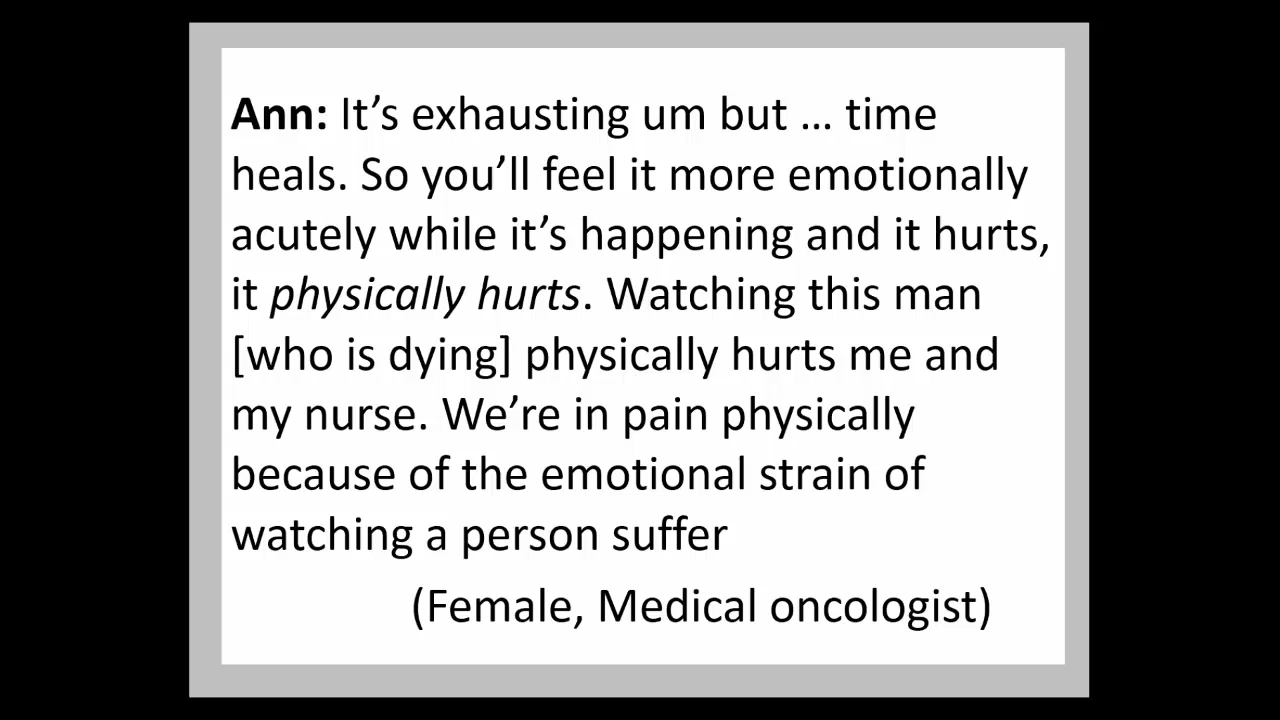 Ann: It’s exhausting um but … time
heals. So you’ll feel it more emotionally
acutely while it’s happening and it hurts,
it physically hurts. Watching this man
[who is dying] physically hurts me and
my nurse. We’re in pain physically
because of the emotional strain of
watching a person suffer
(Female, Medical oncologist)